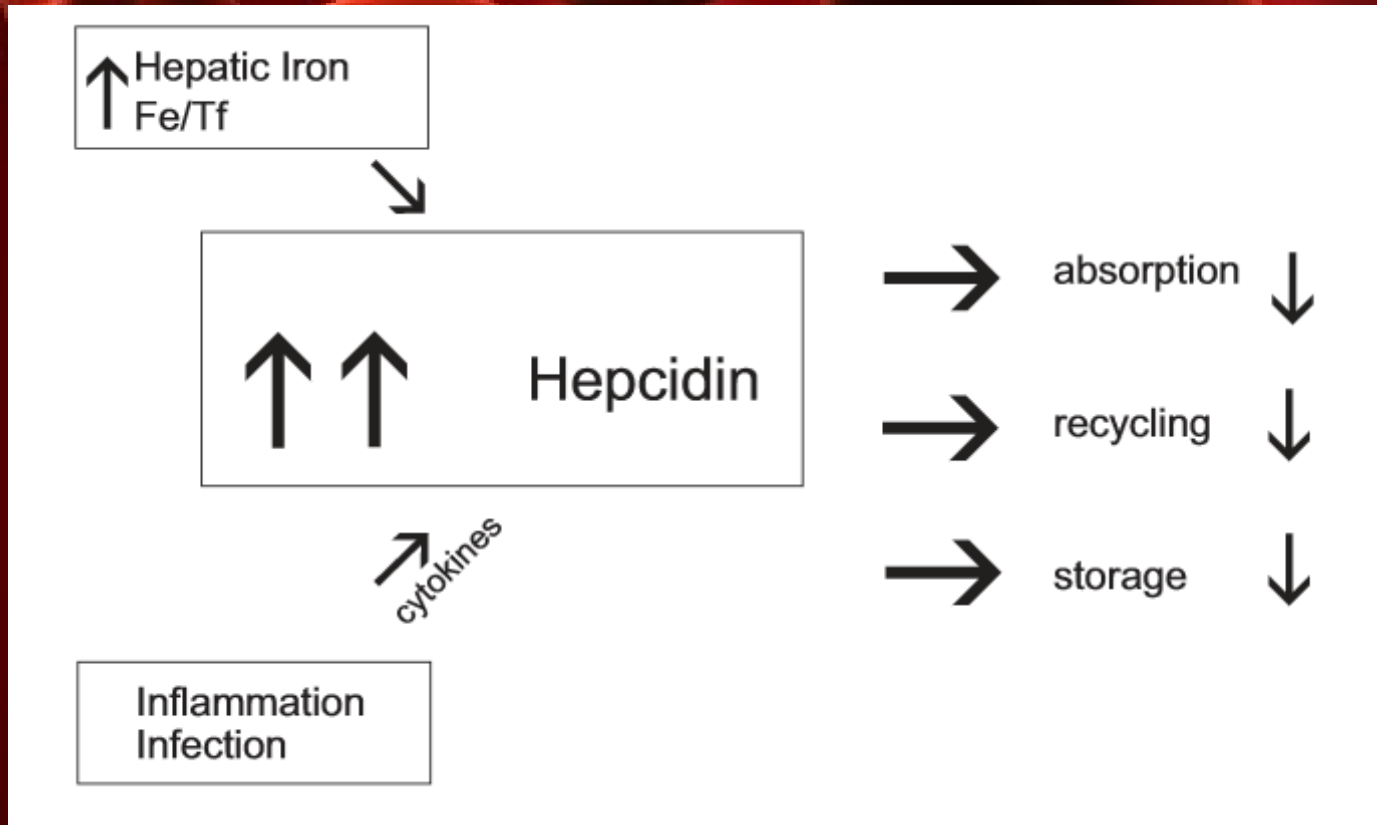 Hepatic Iron
Fe/Tf
Hepcidin
absorption
recycling
storage
cytokines
Inflammation
Infection